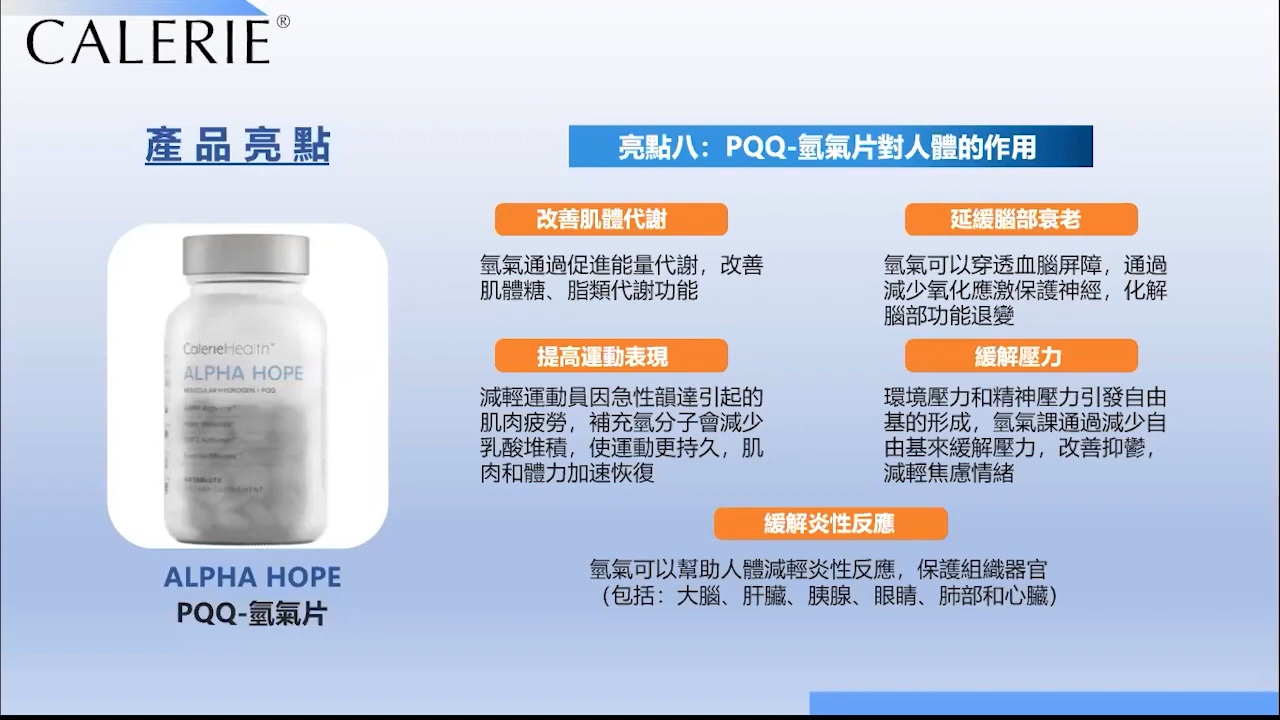 CALERIE®
產品亮點
亮點八：PQQ-氫氣片對人體的作用
改善肌體代謝
氫氣通過促進能量代謝，改善
肌體糖、脂類代謝功能
延緩腦部衰老
氫氣可以穿透血腦屏障，通過
減少氧化應激保護神經，化解
腦部功能退變
提高運動表現
減輕運動員因急性韻達引起的
肌肉疲勞，補充氫分子會減少
乳酸堆積，使運動更持久，肌
肉和體力加速恢復
緩解壓力
環境壓力和精神壓力引發自由
基的形成，氫氣課通過減少自
由基來緩解壓力，改善抑鬱，
減輕焦慮情緒
緩解炎性反應
氫氣可以幫助人體減輕炎性反應，保護組織器官
（包括：大腦、肝臟、胰腺、眼睛、肺部和心臟）
CalerieHealth™
ALPHA HOPE
MOLECULAR HYDROGEN + PQQ
ALPHA HOPE
PQQ-氫氣片